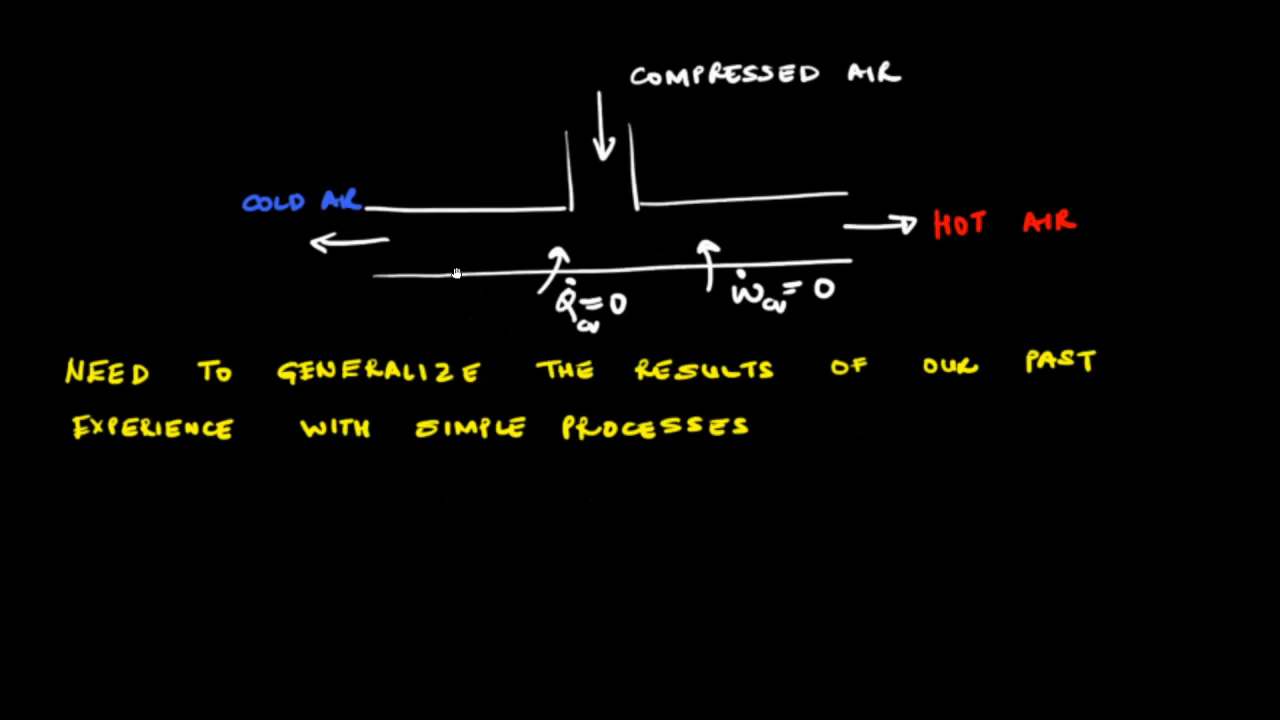 COMPRESSED AIR
COLD AIR
HOT AIR
Q̇cv = 0
Ẇcv = 0
NEED TO GENERALIZE THE RESULTS OF OUR PAST
EXPERIENCE WITH SIMPLE PROCESSES